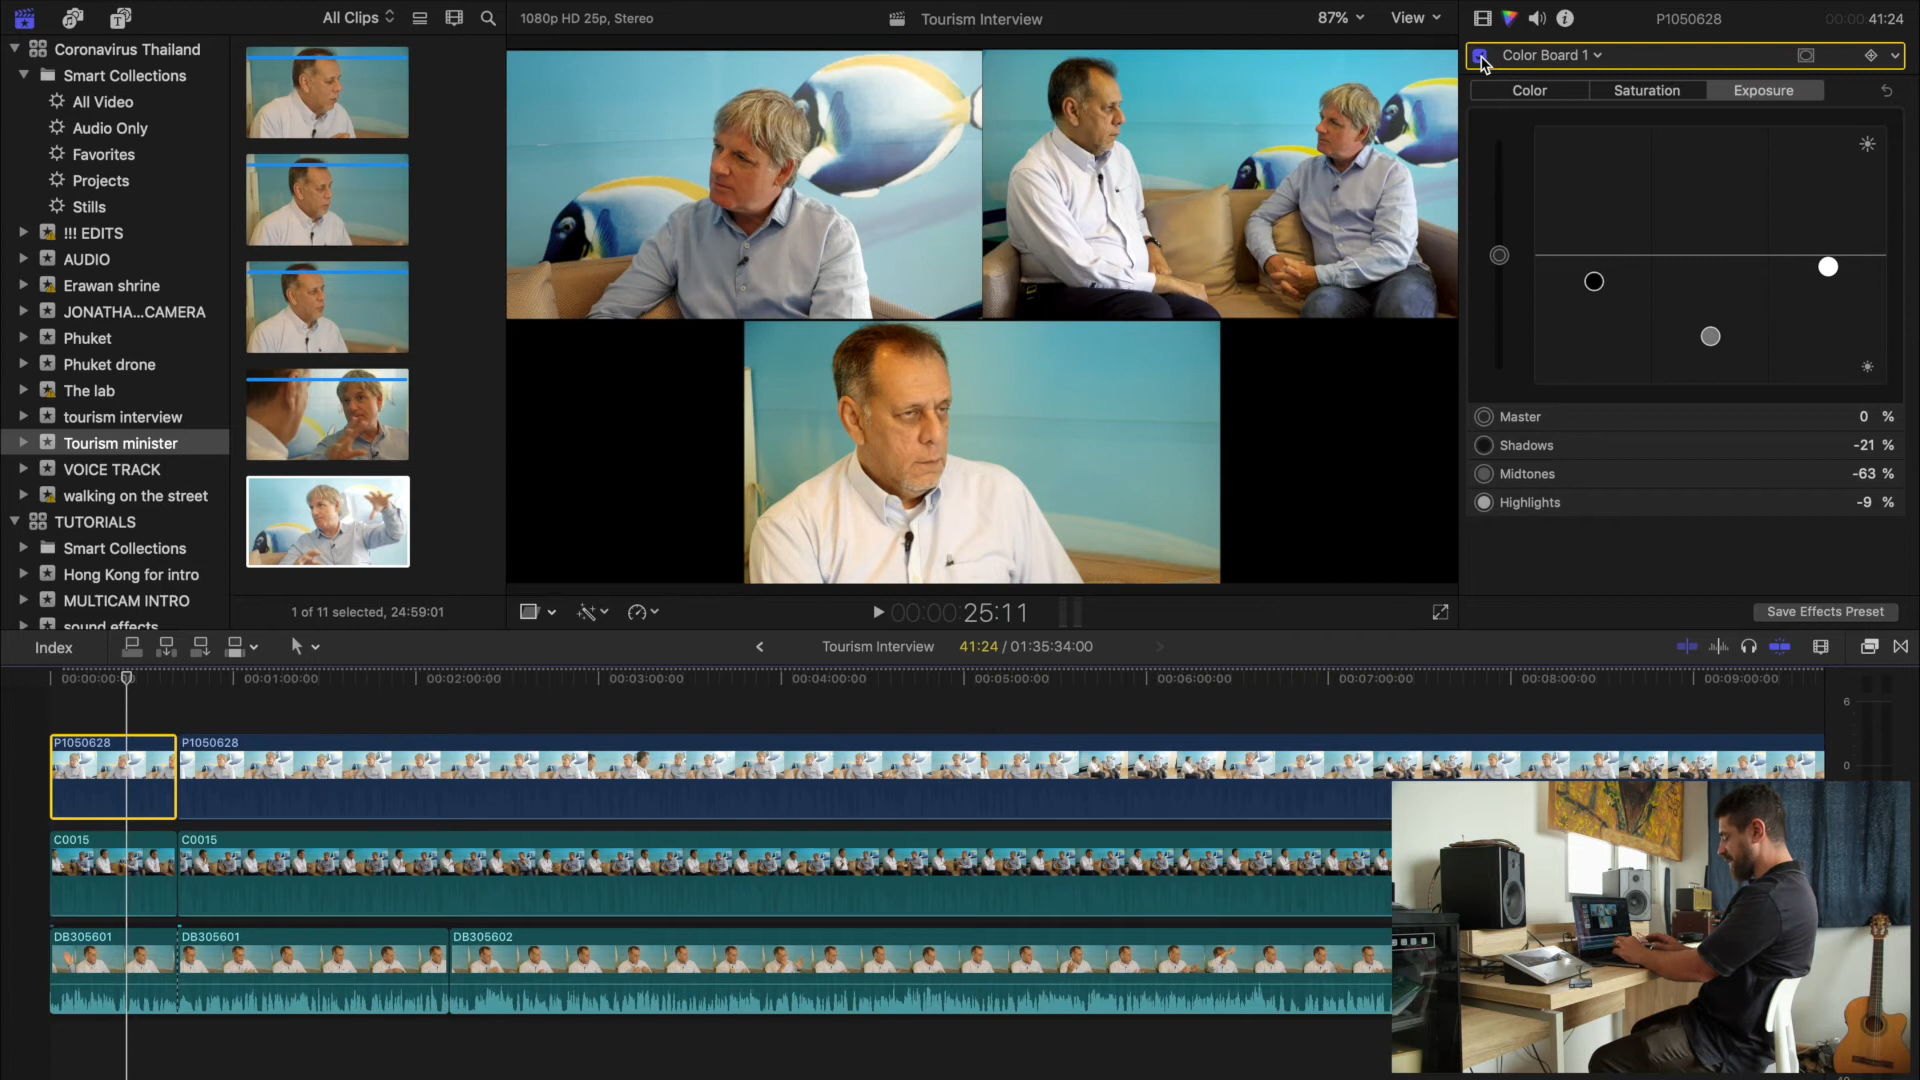 All Clips
1080p HD 25p, Stereo
Tourism Interview
87%
View
P1050628
00:00:00:41:24
Coronavirus Thailand
Smart Collections
All Video
Audio Only
Favorites
Projects
Stills
!!! EDITS
AUDIO
Erawan shrine
JONATHA...CAMERA
Phuket
Phuket drone
The lab
tourism interview
Tourism minister
VOICE TRACK
walking on the street
TUTORIALS
Smart Collections
Hong Kong for intro
MULTICAM INTRO
sound effects
1 of 11 selected, 24:59:01
00:00:00:25:11
Color Board 1
Color
Saturation
Exposure
Master 0 %
Shadows -21 %
Midtones -63 %
Highlights -9 %
Save Effects Preset
Index
Tourism Interview
41:24 / 01:35:34:00
00:00:00:00
00:01:00:00
00:02:00:00
00:03:00:00
00:04:00:00
00:05:00:00
00:06:00:00
00:07:00:00
00:08:00:00
00:09:00:00
6
0
P1050628
P1050628
C0015
C0015
DB305601
DB305601
DB305602